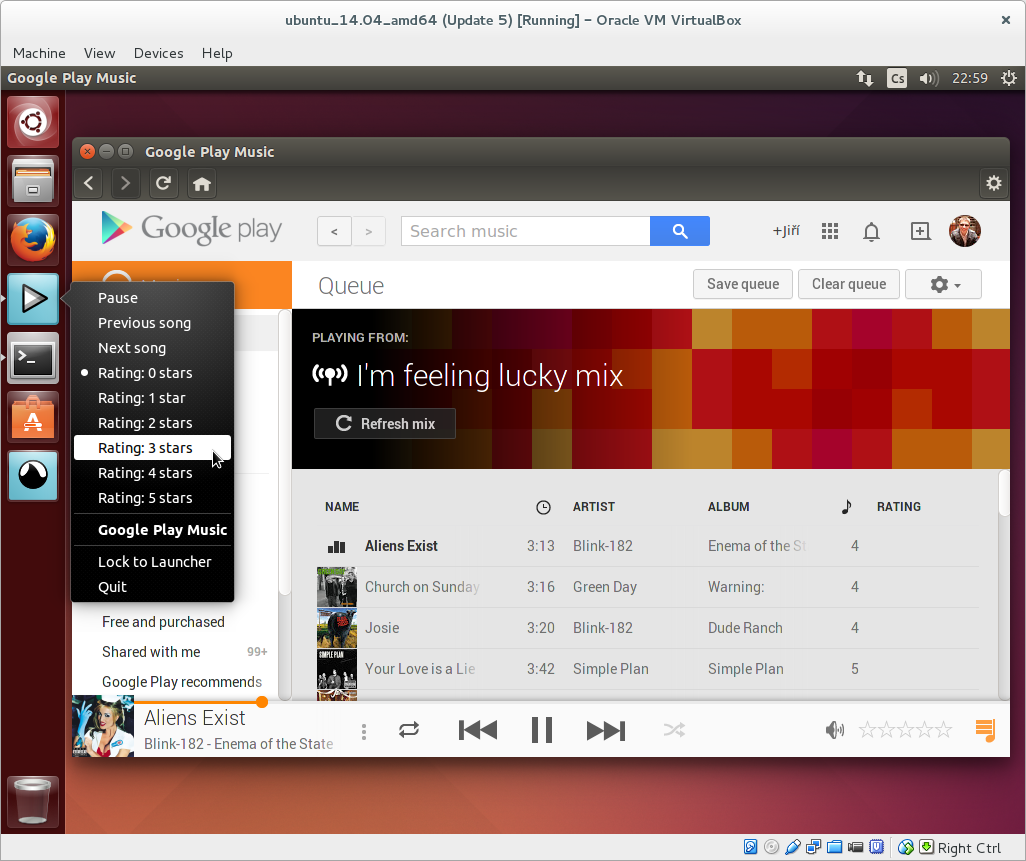 ubuntu_14.04_amd64 (Update 5) [Running] – Oracle VM VirtualBox
Machine View Devices Help
Google Play Music Cs 22:59
Google Play Music
Google play < > Search music +Jiří
Queue Save queue Clear queue
Pause
Previous song
Next song
Rating: 0 stars
Rating: 1 star
Rating: 2 stars
Rating: 3 stars
Rating: 4 stars
Rating: 5 stars
Google Play Music
Lock to Launcher
Quit
Free and purchased
Shared with me 99+
Google Play recommends
PLAYING FROM:
I'm feeling lucky mix
Refresh mix
NAME ARTIST ALBUM RATING
Aliens Exist 3:13 Blink-182 Enema of the St 4
Church on Sunday 3:16 Green Day Warning: 4
Josie 3:20 Blink-182 Dude Ranch 4
SIMPLE PLAN
Your Love is a Lie 3:42 Simple Plan Simple Plan 5
Aliens Exist
Blink-182 - Enema of the State
Right Ctrl